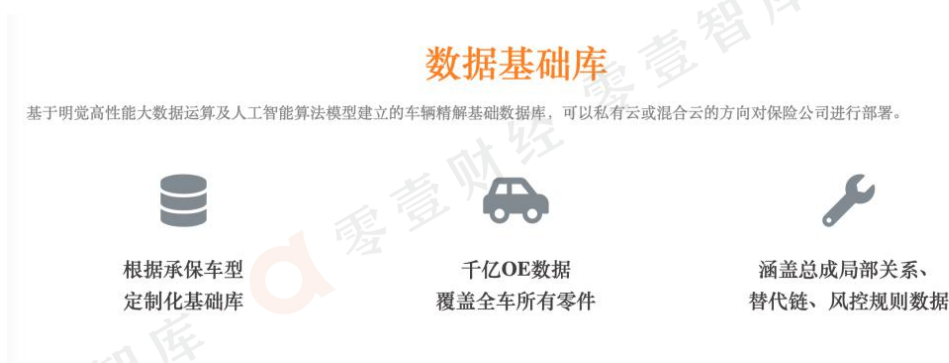 数据基础库
基于明觉高性能大数据运算及人工智能算法模型建立的车辆精解基础数据库，可以私有云或混合云的方向对保险公司进行部署。
根据承保车型
定制化基础库
千亿OE数据
覆盖全车所有零件
涵盖总成局部关系、
替代链、风控规则数据
零壹财经
零壹智库
智库